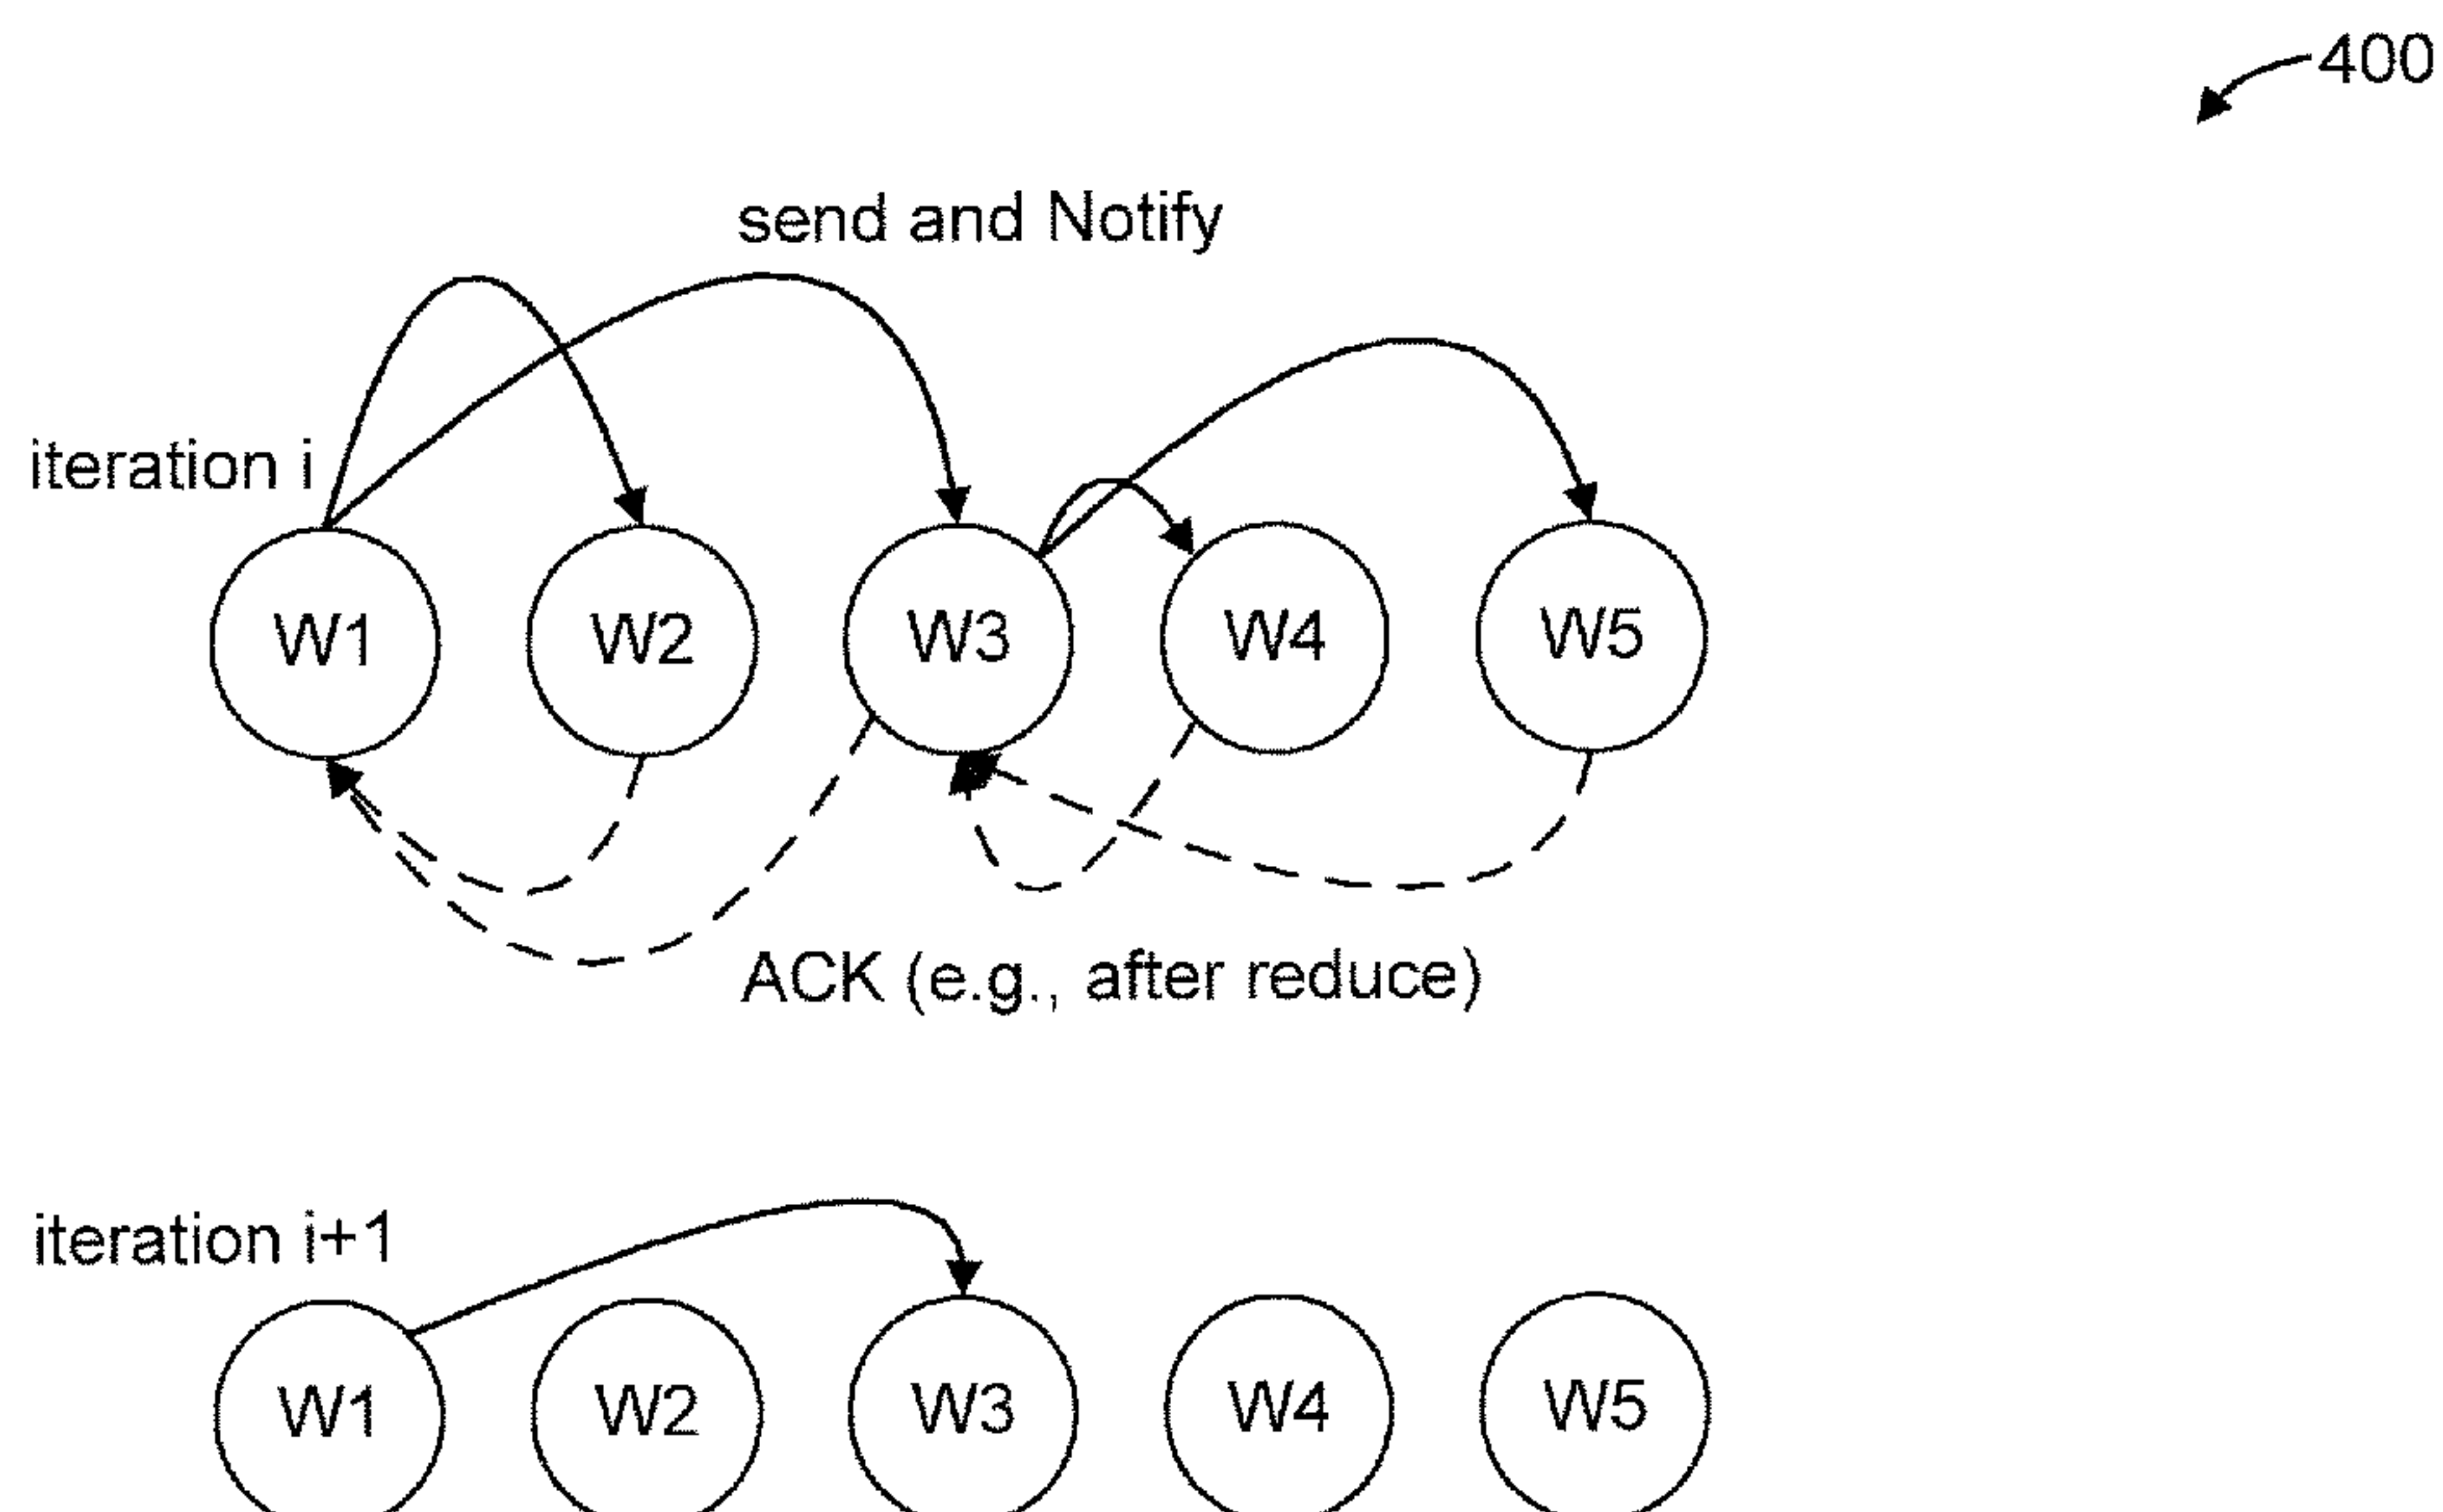 400
send and Notify
iteration i
W1 W2 W3 W4 W5
ACK (e.g., after reduce)
iteration i+1
W1 W2 W3 W4 W5